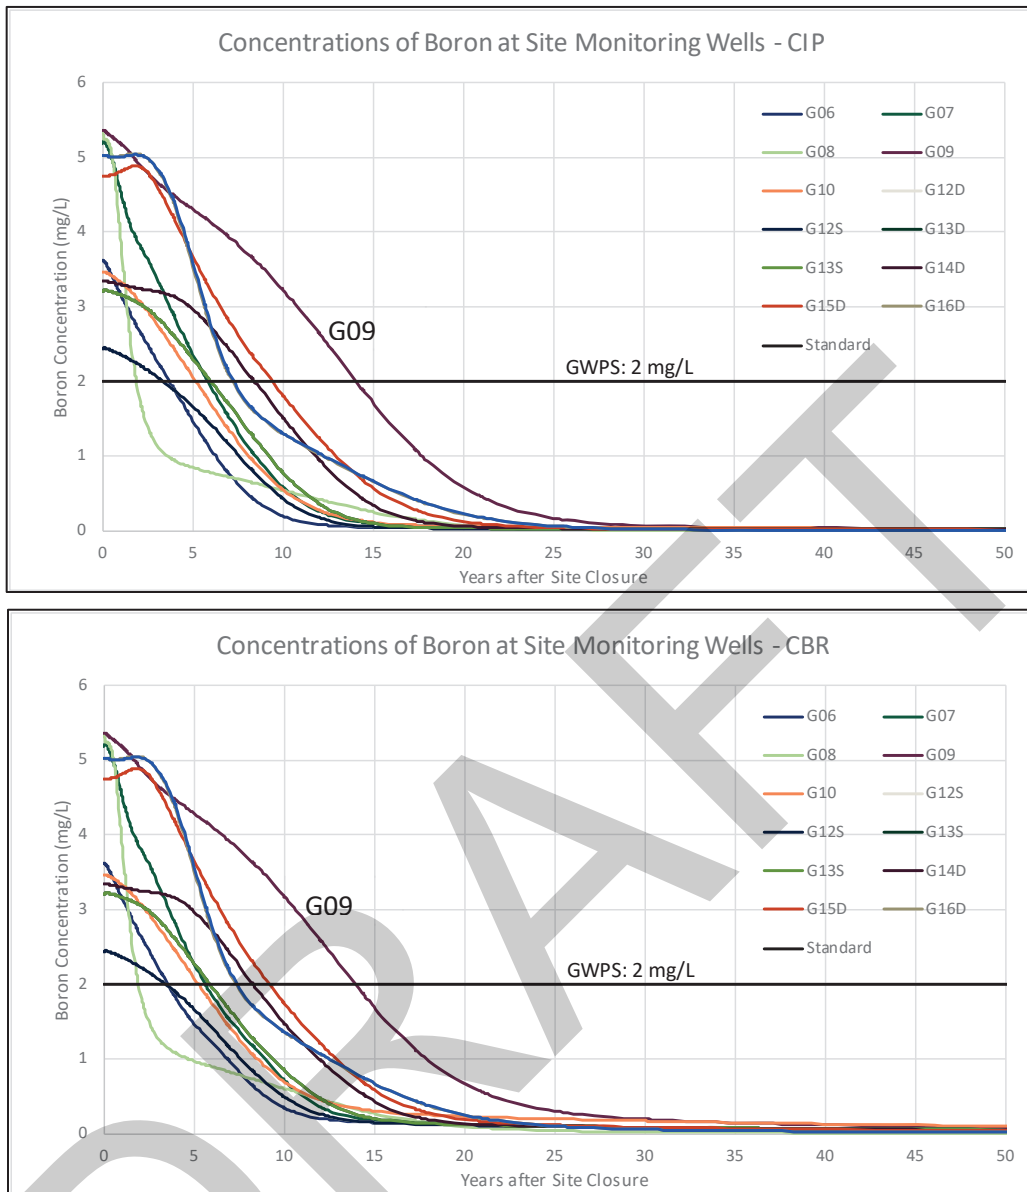 Concentrations of Boron at Site Monitoring Wells - CIP
6
5
4
3
2
1
0
Boron Concentration (mg/L)
G06 G07
G08 G09
G10 G12D
G12S G13D
G13S G14D
G15D G16D
Standard
G09
GWPS: 2 mg/L
0 5 10 15 20 25 30 35 40 45 50
Years after Site Closure
Concentrations of Boron at Site Monitoring Wells - CBR
6
5
4
3
2
1
0
Boron Concentration (mg/L)
G06 G07
G08 G09
G10 G12S
G12S G13S
G13S G14D
G15D G16D
Standard
G09
GWPS: 2 mg/L
0 5 10 15 20 25 30 35 40 45 50
Years after Site Closure
DRAFT